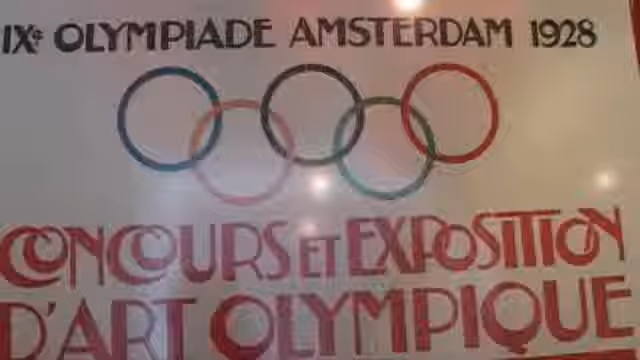 IXe OLYMPIADE AMSTERDAM 1928
CONCOURS ET EXPOSITION
D'ART OLYMPIQUE